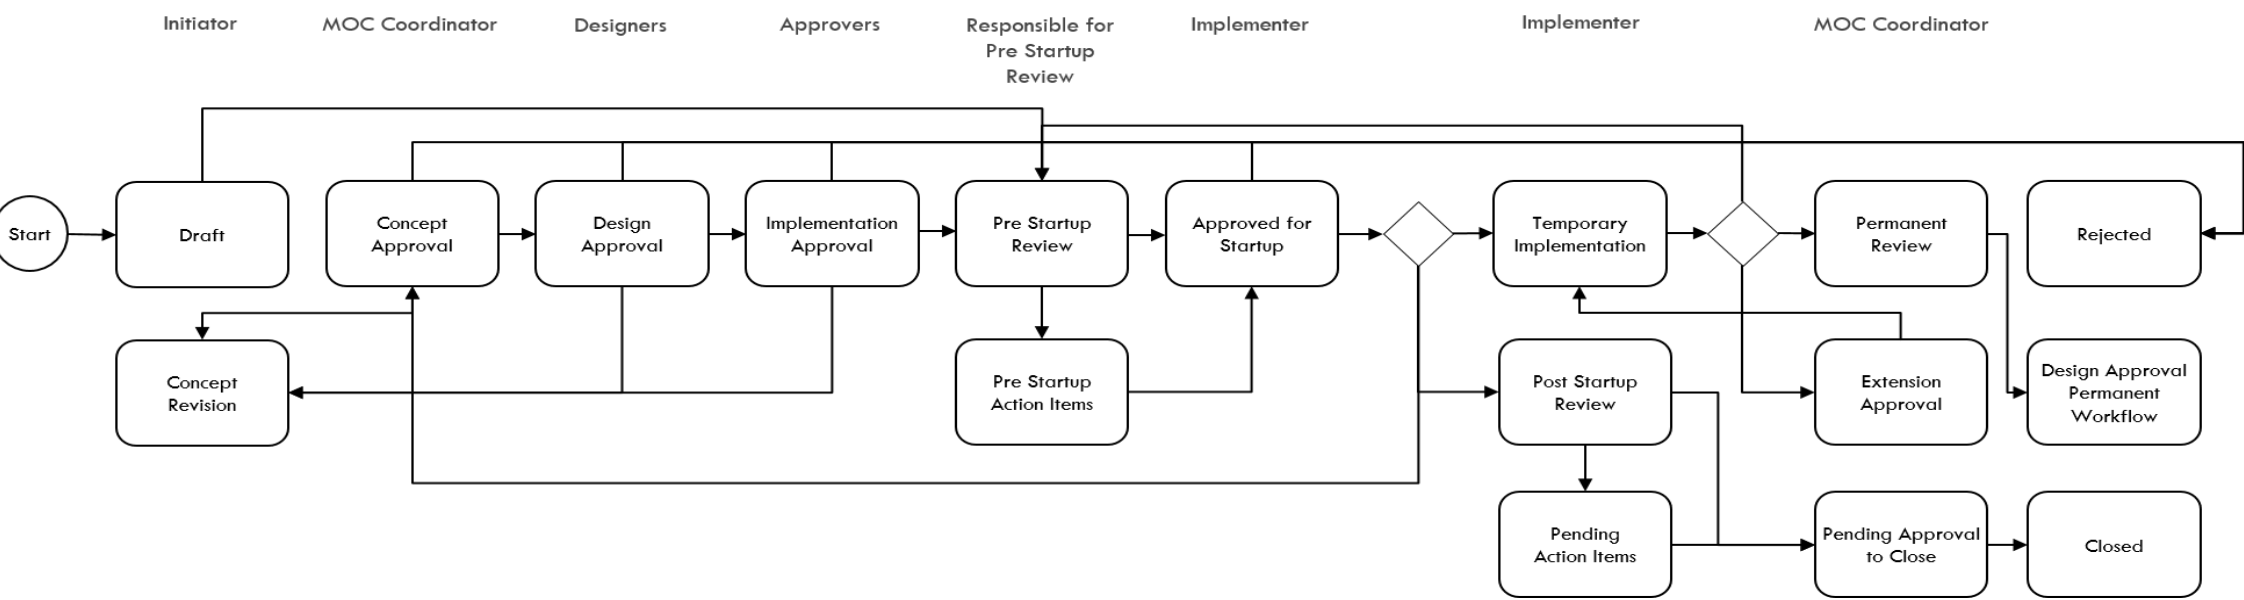 Initiator
MOC Coordinator
Designers
Approvers
Responsible for
Pre Startup
Review
Implementer
Implementer
MOC Coordinator
Start
Draft
Concept
Approval
Design
Approval
Implementation
Approval
Pre Startup
Review
Approved for
Startup
Temporary
Implementation
Permanent
Review
Rejected
Concept
Revision
Pre Startup
Action Items
Post Startup
Review
Extension
Approval
Design Approval
Permanent
Workflow
Pending
Action Items
Pending Approval
to Close
Closed